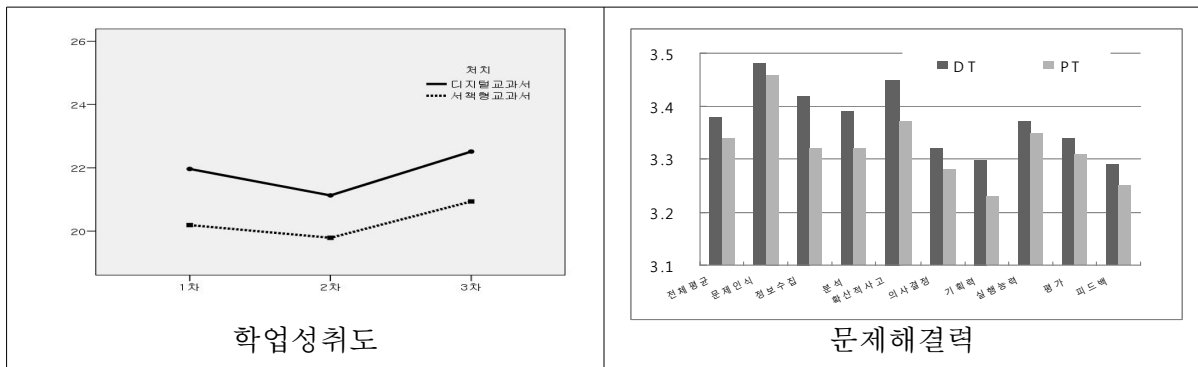 26
24
22
20
처치
디지털교과서
서책형교과서
1차
2차
3차
학업성취도
3.5
3.4
3.3
3.2
3.1
DT
PT
전체평균
문제인식
정보수집
분석
확산적사고
의사결정
기획력
실행능력
평가
피드백
문제해결력